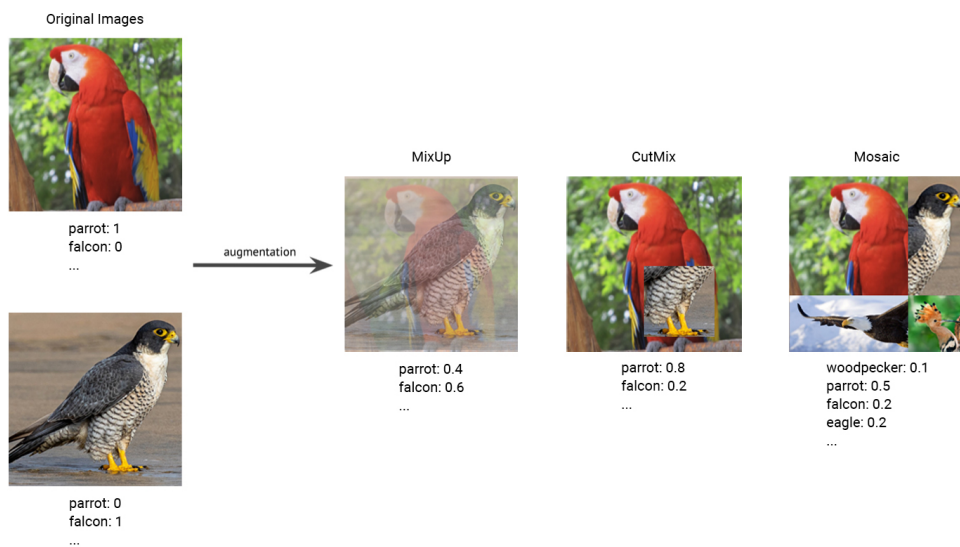 Original Images
parrot: 1
falcon: 0
...
augmentation
parrot: 0
falcon: 1
...
MixUp
parrot: 0.4
falcon: 0.6
...
CutMix
parrot: 0.8
falcon: 0.2
...
Mosaic
woodpecker: 0.1
parrot: 0.5
falcon: 0.2
eagle: 0.2
...